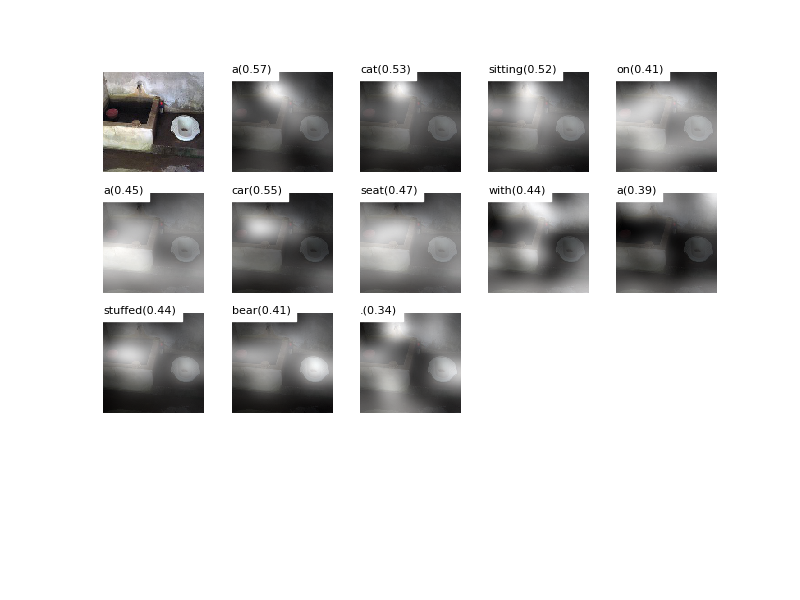 a(0.57) cat(0.53) sitting(0.52) on(0.41)
a(0.45) car(0.55) seat(0.47) with(0.44) a(0.39)
stuffed(0.44) bear(0.41) .(0.34)